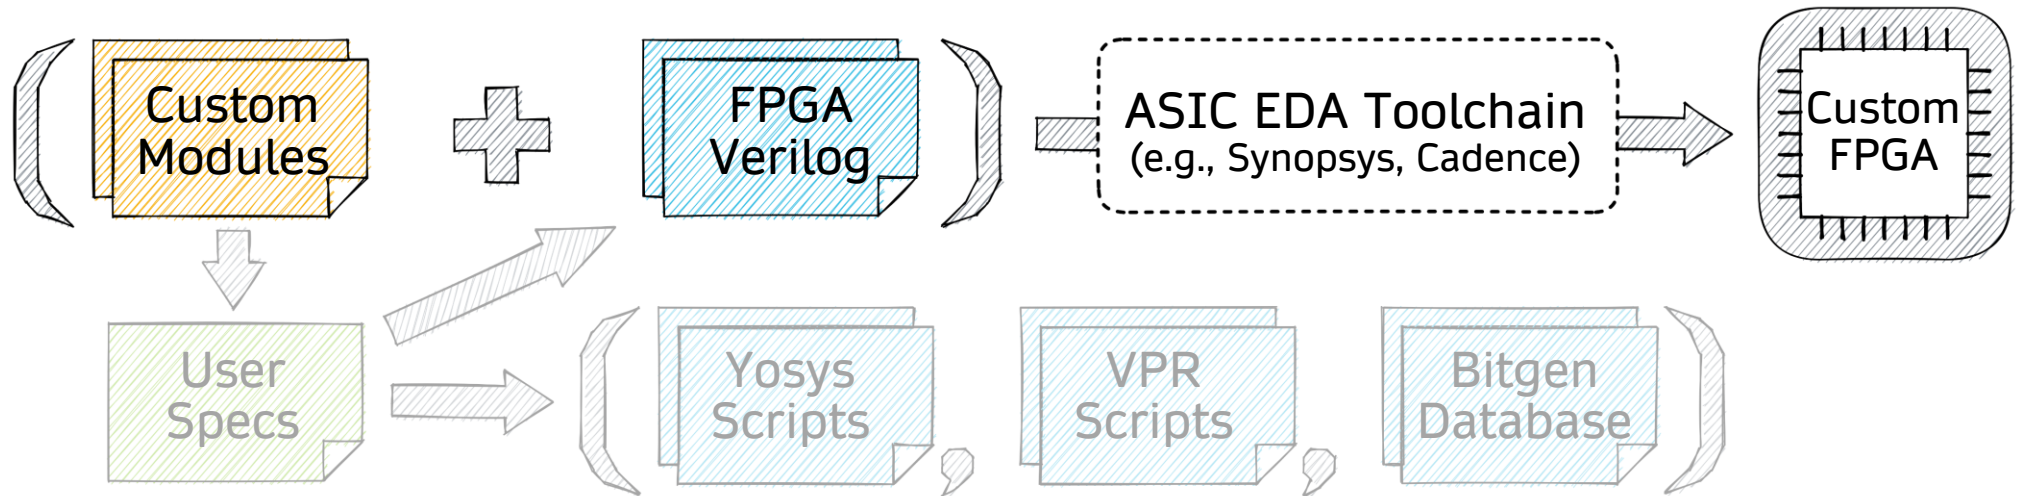 Custom
Modules
FPGA
Verilog
ASIC EDA Toolchain
(e.g., Synopsys, Cadence)
Custom
FPGA
User
Specs
Yosys
Scripts
VPR
Scripts
Bitgen
Database